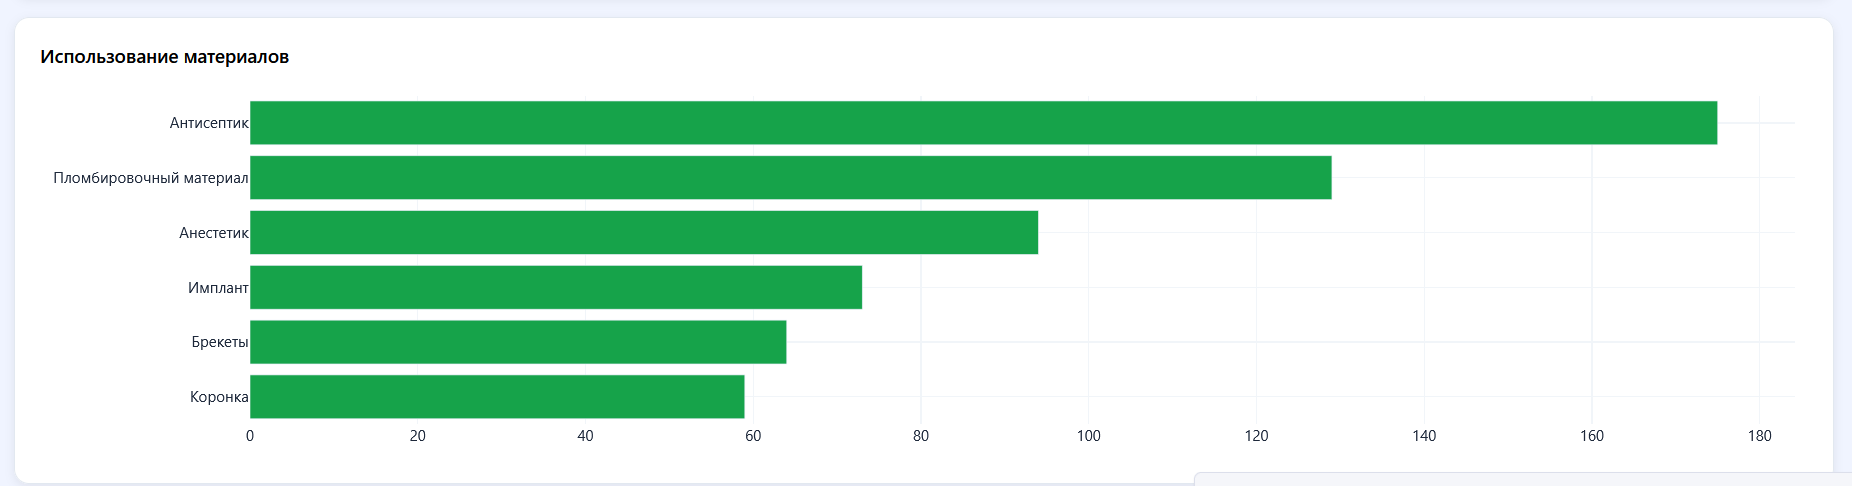 Использование материалов
Антисептик
Пломбировочный материал
Анестетик
Имплант
Брекеты
Коронка
0 20 40 60 80 100 120 140 160 180